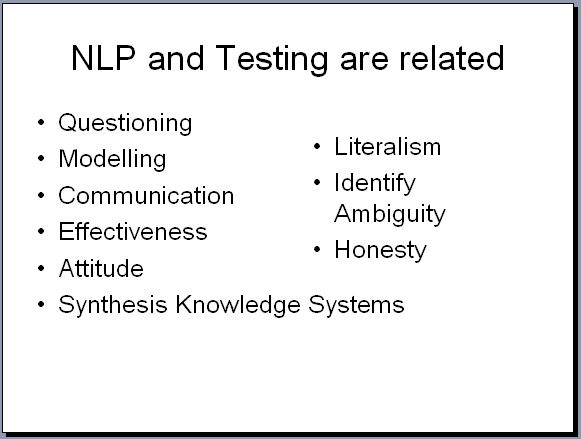 NLP and Testing are related
• Questioning
• Modelling
• Communication
• Effectiveness
• Attitude
• Synthesis Knowledge Systems
• Literalism
• Identify
Ambiguity
• Honesty